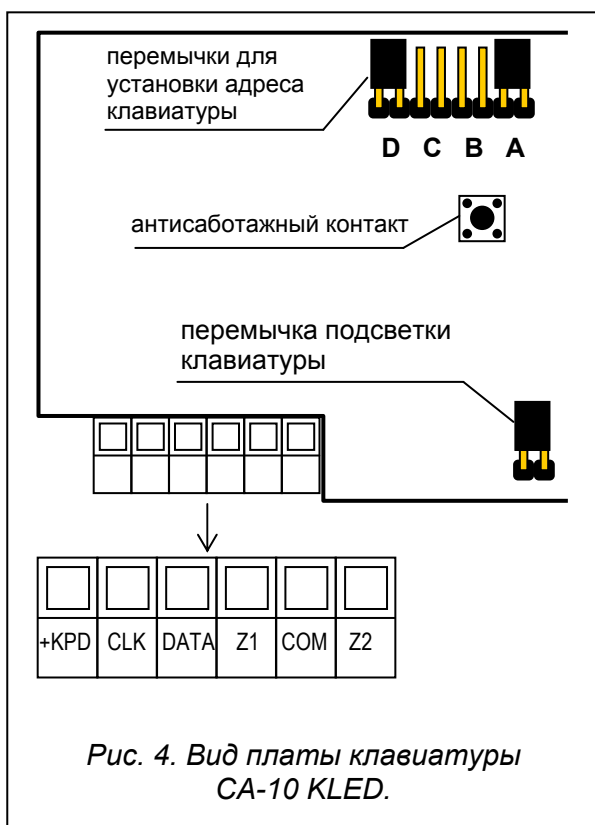 перемычки для
установки адреса
клавиатуры
D C B A
антисаботажный контакт
перемычка подсветки
клавиатуры
+KPD CLK DATA Z1 COM Z2
Рис. 4. Вид платы клавиатуры
CA-10 KLED.